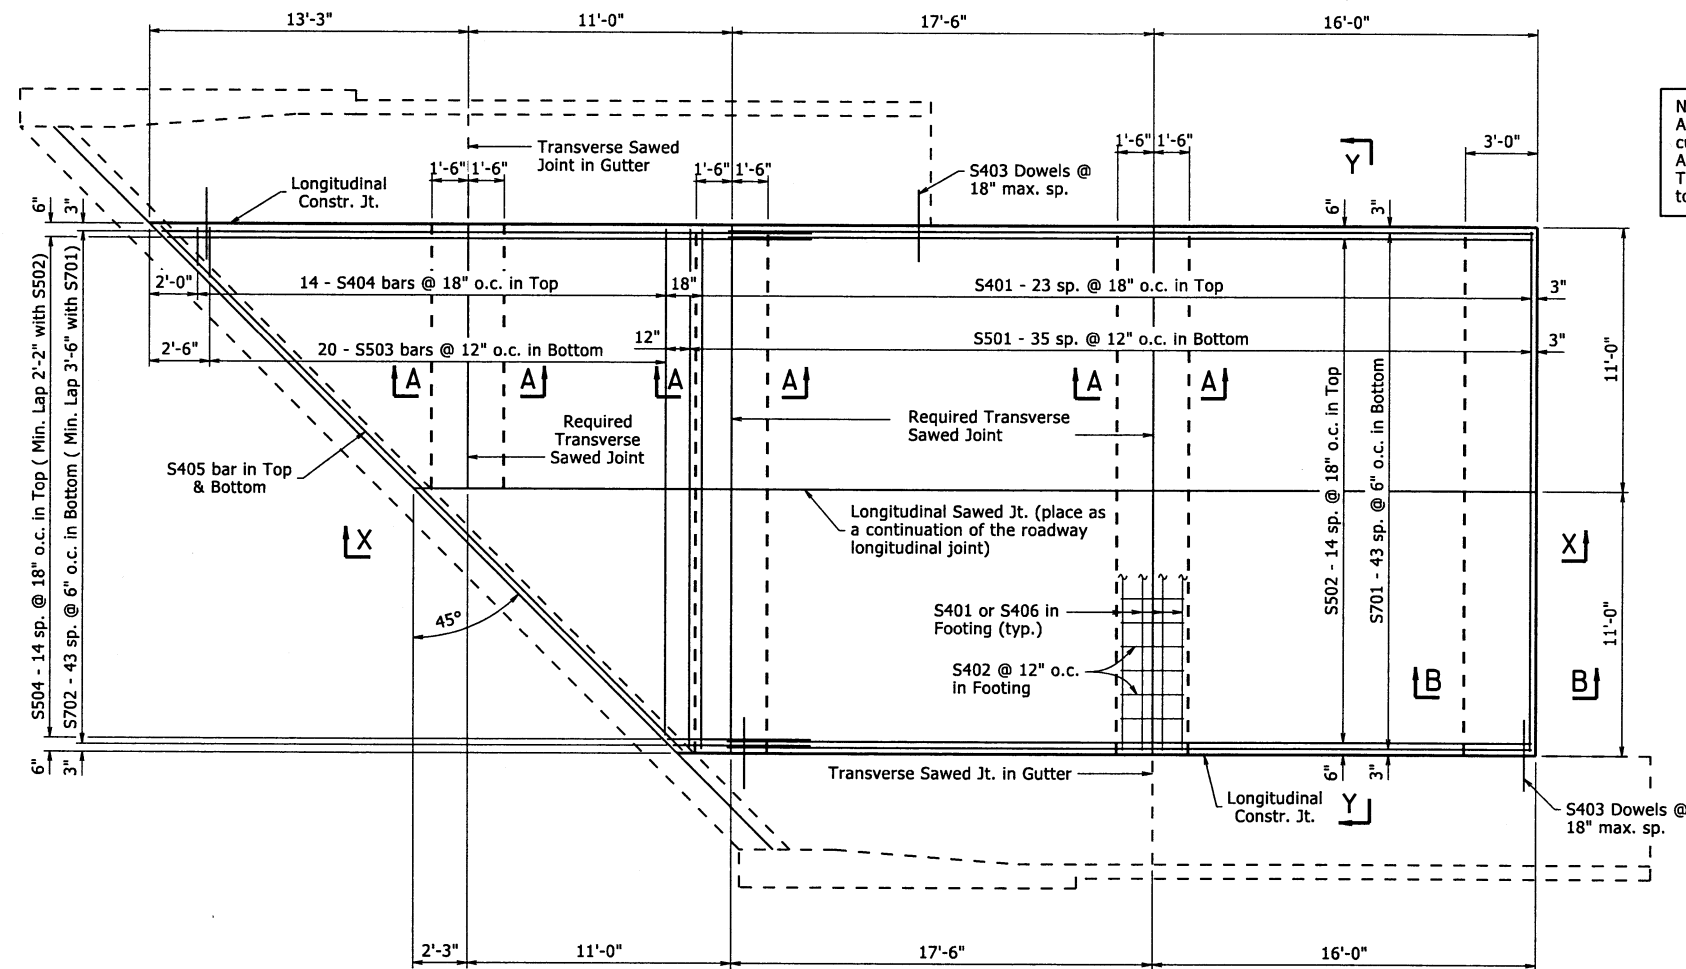 13'-3"
11'-0"
17'-6"
16'-0"
Transverse Sawed
Joint in Gutter
1'-6" 1'-6"
1'-6" 1'-6"
1'-6" 1'-6"
3'-0"
Y
S403 Dowels @
18" max. sp.
Longitudinal
Constr. Jt.
6"
3"
6"
3"
2'-0"
14 - S404 bars @ 18" o.c. in Top
18"
S401 - 23 sp. @ 18" o.c. in Top
3"
2'-6"
20 - S503 bars @ 12" o.c. in Bottom
12"
S501 - 35 sp. @ 12" o.c. in Bottom
3"
A
A
A
A
A
A
S504 - 14 sp. @ 18" o.c. in Top ( Min. Lap 2'-2" with S502)
S702 - 43 sp. @ 6" o.c. in Bottom ( Min. Lap 3'-6" with S701)
S502 - 14 sp. @ 18" o.c. in Top
S701 - 43 sp. @ 6" o.c. in Bottom
11'-0"
11'-0"
Required
Transverse
Sawed Joint
Required Transverse
Sawed Joint
S405 bar in Top
& Bottom
Longitudinal Sawed Jt. (place as
a continuation of the roadway
longitudinal joint)
X
X
45°
S401 or S406 in
Footing (typ.)
S402 @ 12" o.c.
in Footing
B
B
6"
3"
6"
3"
Transverse Sawed Jt. in Gutter
Longitudinal
Constr. Jt.
Y
S403 Dowels @
18" max. sp.
2'-3"
11'-0"
17'-6"
16'-0"